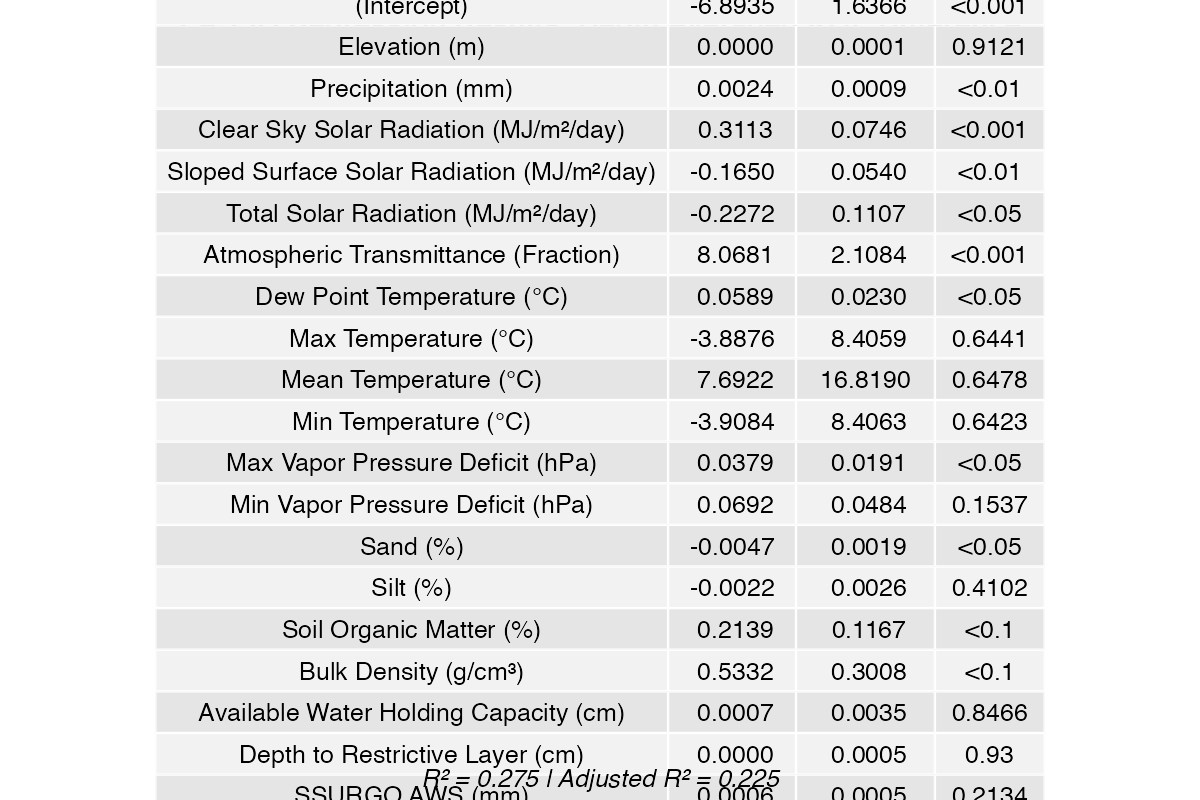 (Intercept) -6.8935 1.6366 <0.001
Elevation (m) 0.0000 0.0001 0.9121
Precipitation (mm) 0.0024 0.0009 <0.01
Clear Sky Solar Radiation (MJ/m²/day) 0.3113 0.0746 <0.001
Sloped Surface Solar Radiation (MJ/m²/day) -0.1650 0.0540 <0.01
Total Solar Radiation (MJ/m²/day) -0.2272 0.1107 <0.05
Atmospheric Transmittance (Fraction) 8.0681 2.1084 <0.001
Dew Point Temperature (°C) 0.0589 0.0230 <0.05
Max Temperature (°C) -3.8876 8.4059 0.6441
Mean Temperature (°C) 7.6922 16.8190 0.6478
Min Temperature (°C) -3.9084 8.4063 0.6423
Max Vapor Pressure Deficit (hPa) 0.0379 0.0191 <0.05
Min Vapor Pressure Deficit (hPa) 0.0692 0.0484 0.1537
Sand (%) -0.0047 0.0019 <0.05
Silt (%) -0.0022 0.0026 0.4102
Soil Organic Matter (%) 0.2139 0.1167 <0.1
Bulk Density (g/cm³) 0.5332 0.3008 <0.1
Available Water Holding Capacity (cm) 0.0007 0.0035 0.8466
Depth to Restrictive Layer (cm) 0.0000 0.0005 0.93
R² = 0.275 | Adjusted R² = 0.225
SSURGO AWS (mm) 0.0006 0.0005 0.2134